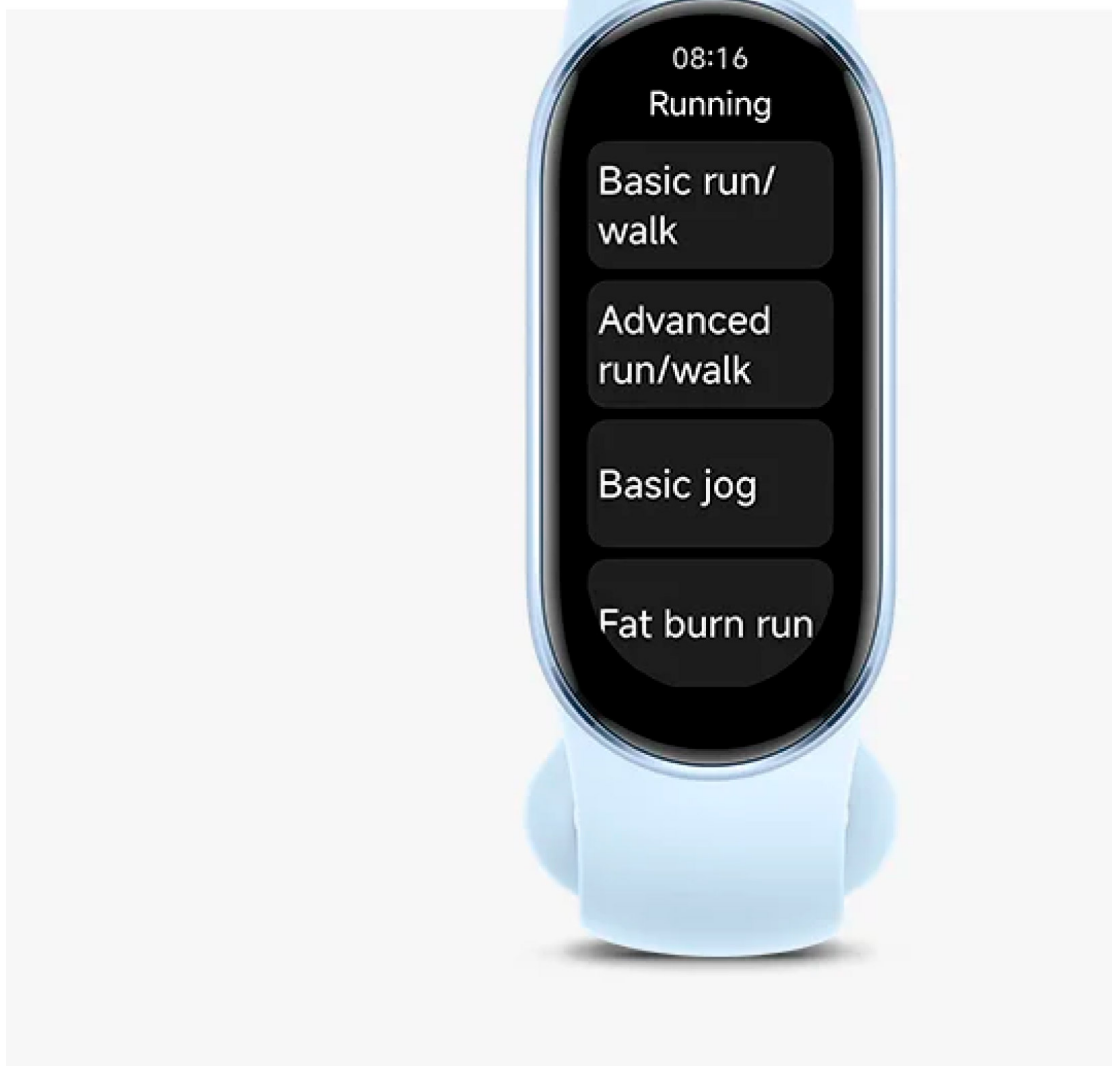 08:16
Running
Basic run/
walk
Advanced
run/walk
Basic jog
Fat burn run